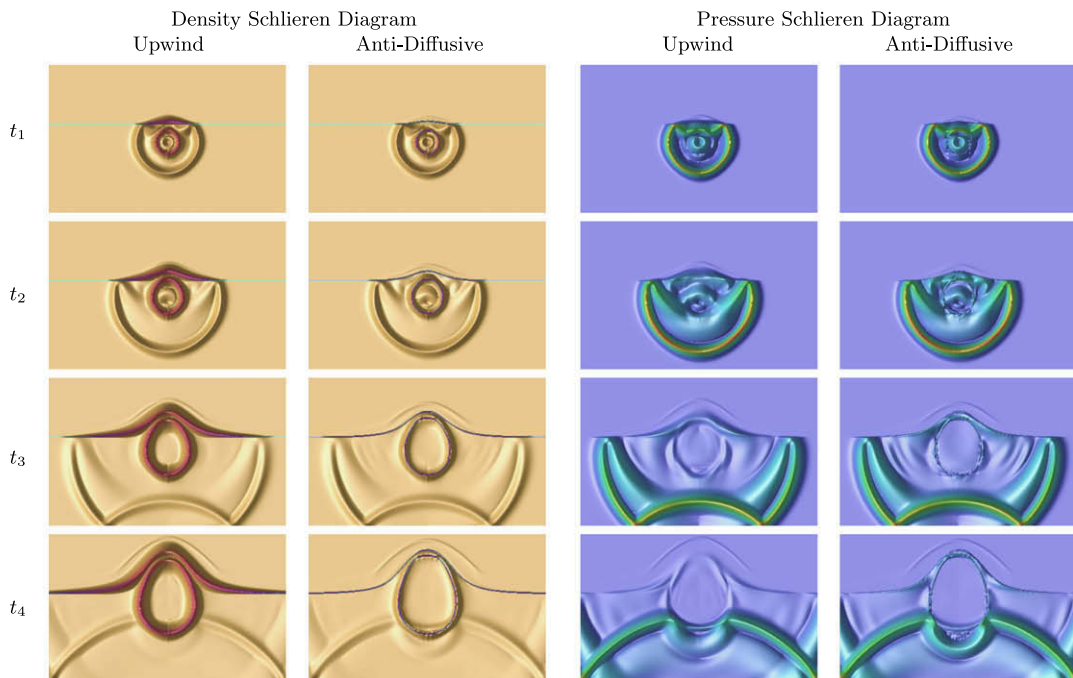 Density Schlieren Diagram
Pressure Schlieren Diagram
Upwind
Anti-Diffusive
Upwind
Anti-Diffusive
t₁
t₂
t₃
t₄